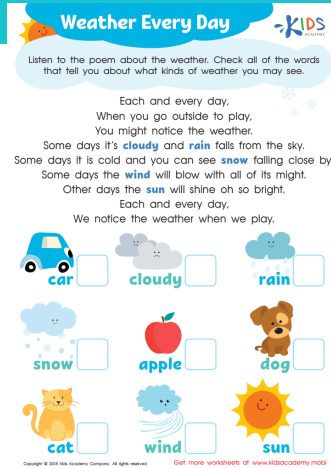 Weather Every Day
KIDS
ACADEMY
Listen to the poem about the weather. Check all of the words
that tell you about what kinds of weather you may see.
Each and every day,
When you go outside to play,
You might notice the weather.
Some days it's cloudy and rain falls from the sky.
Some days it is cold and you can see snow falling close by
Some days the wind will blow with all of its might.
Other days the sun will shine oh so bright.
Each and every day,
We notice the weather when we play.
car cloudy rain
snow apple dog
cat wind sun
Copyright © 2018 Kids Academy Company. All rights reserved
Get more worksheets at www.kidsacademy.mobi